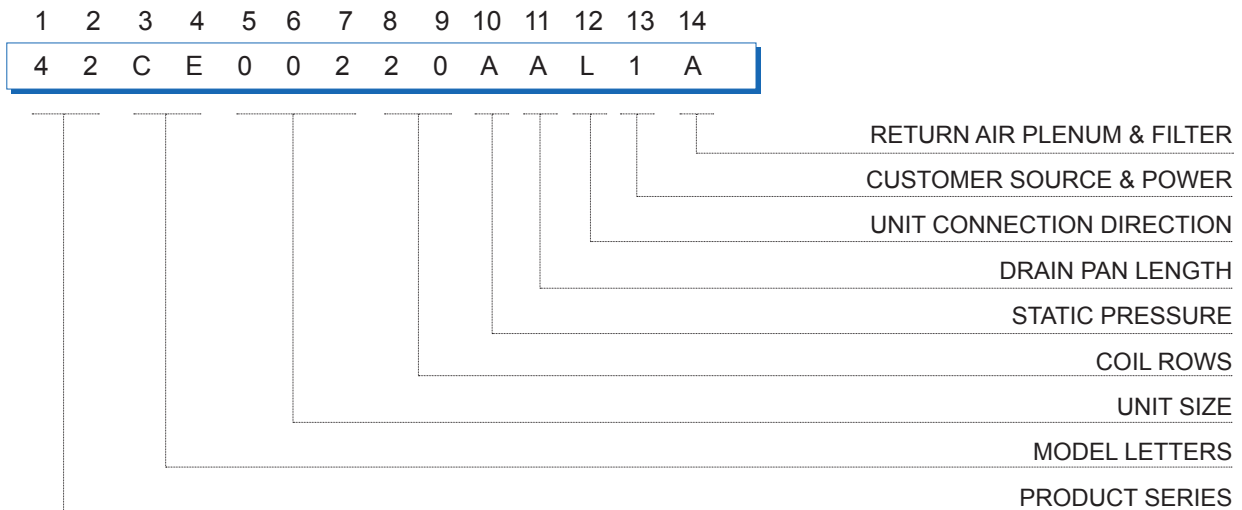 1 2 3 4 5 6 7 8 9 10 11 12 13 14
4 2 C E 0 0 2 2 0 A A L 1 A
RETURN AIR PLENUM & FILTER
CUSTOMER SOURCE & POWER
UNIT CONNECTION DIRECTION
DRAIN PAN LENGTH
STATIC PRESSURE
COIL ROWS
UNIT SIZE
MODEL LETTERS
PRODUCT SERIES